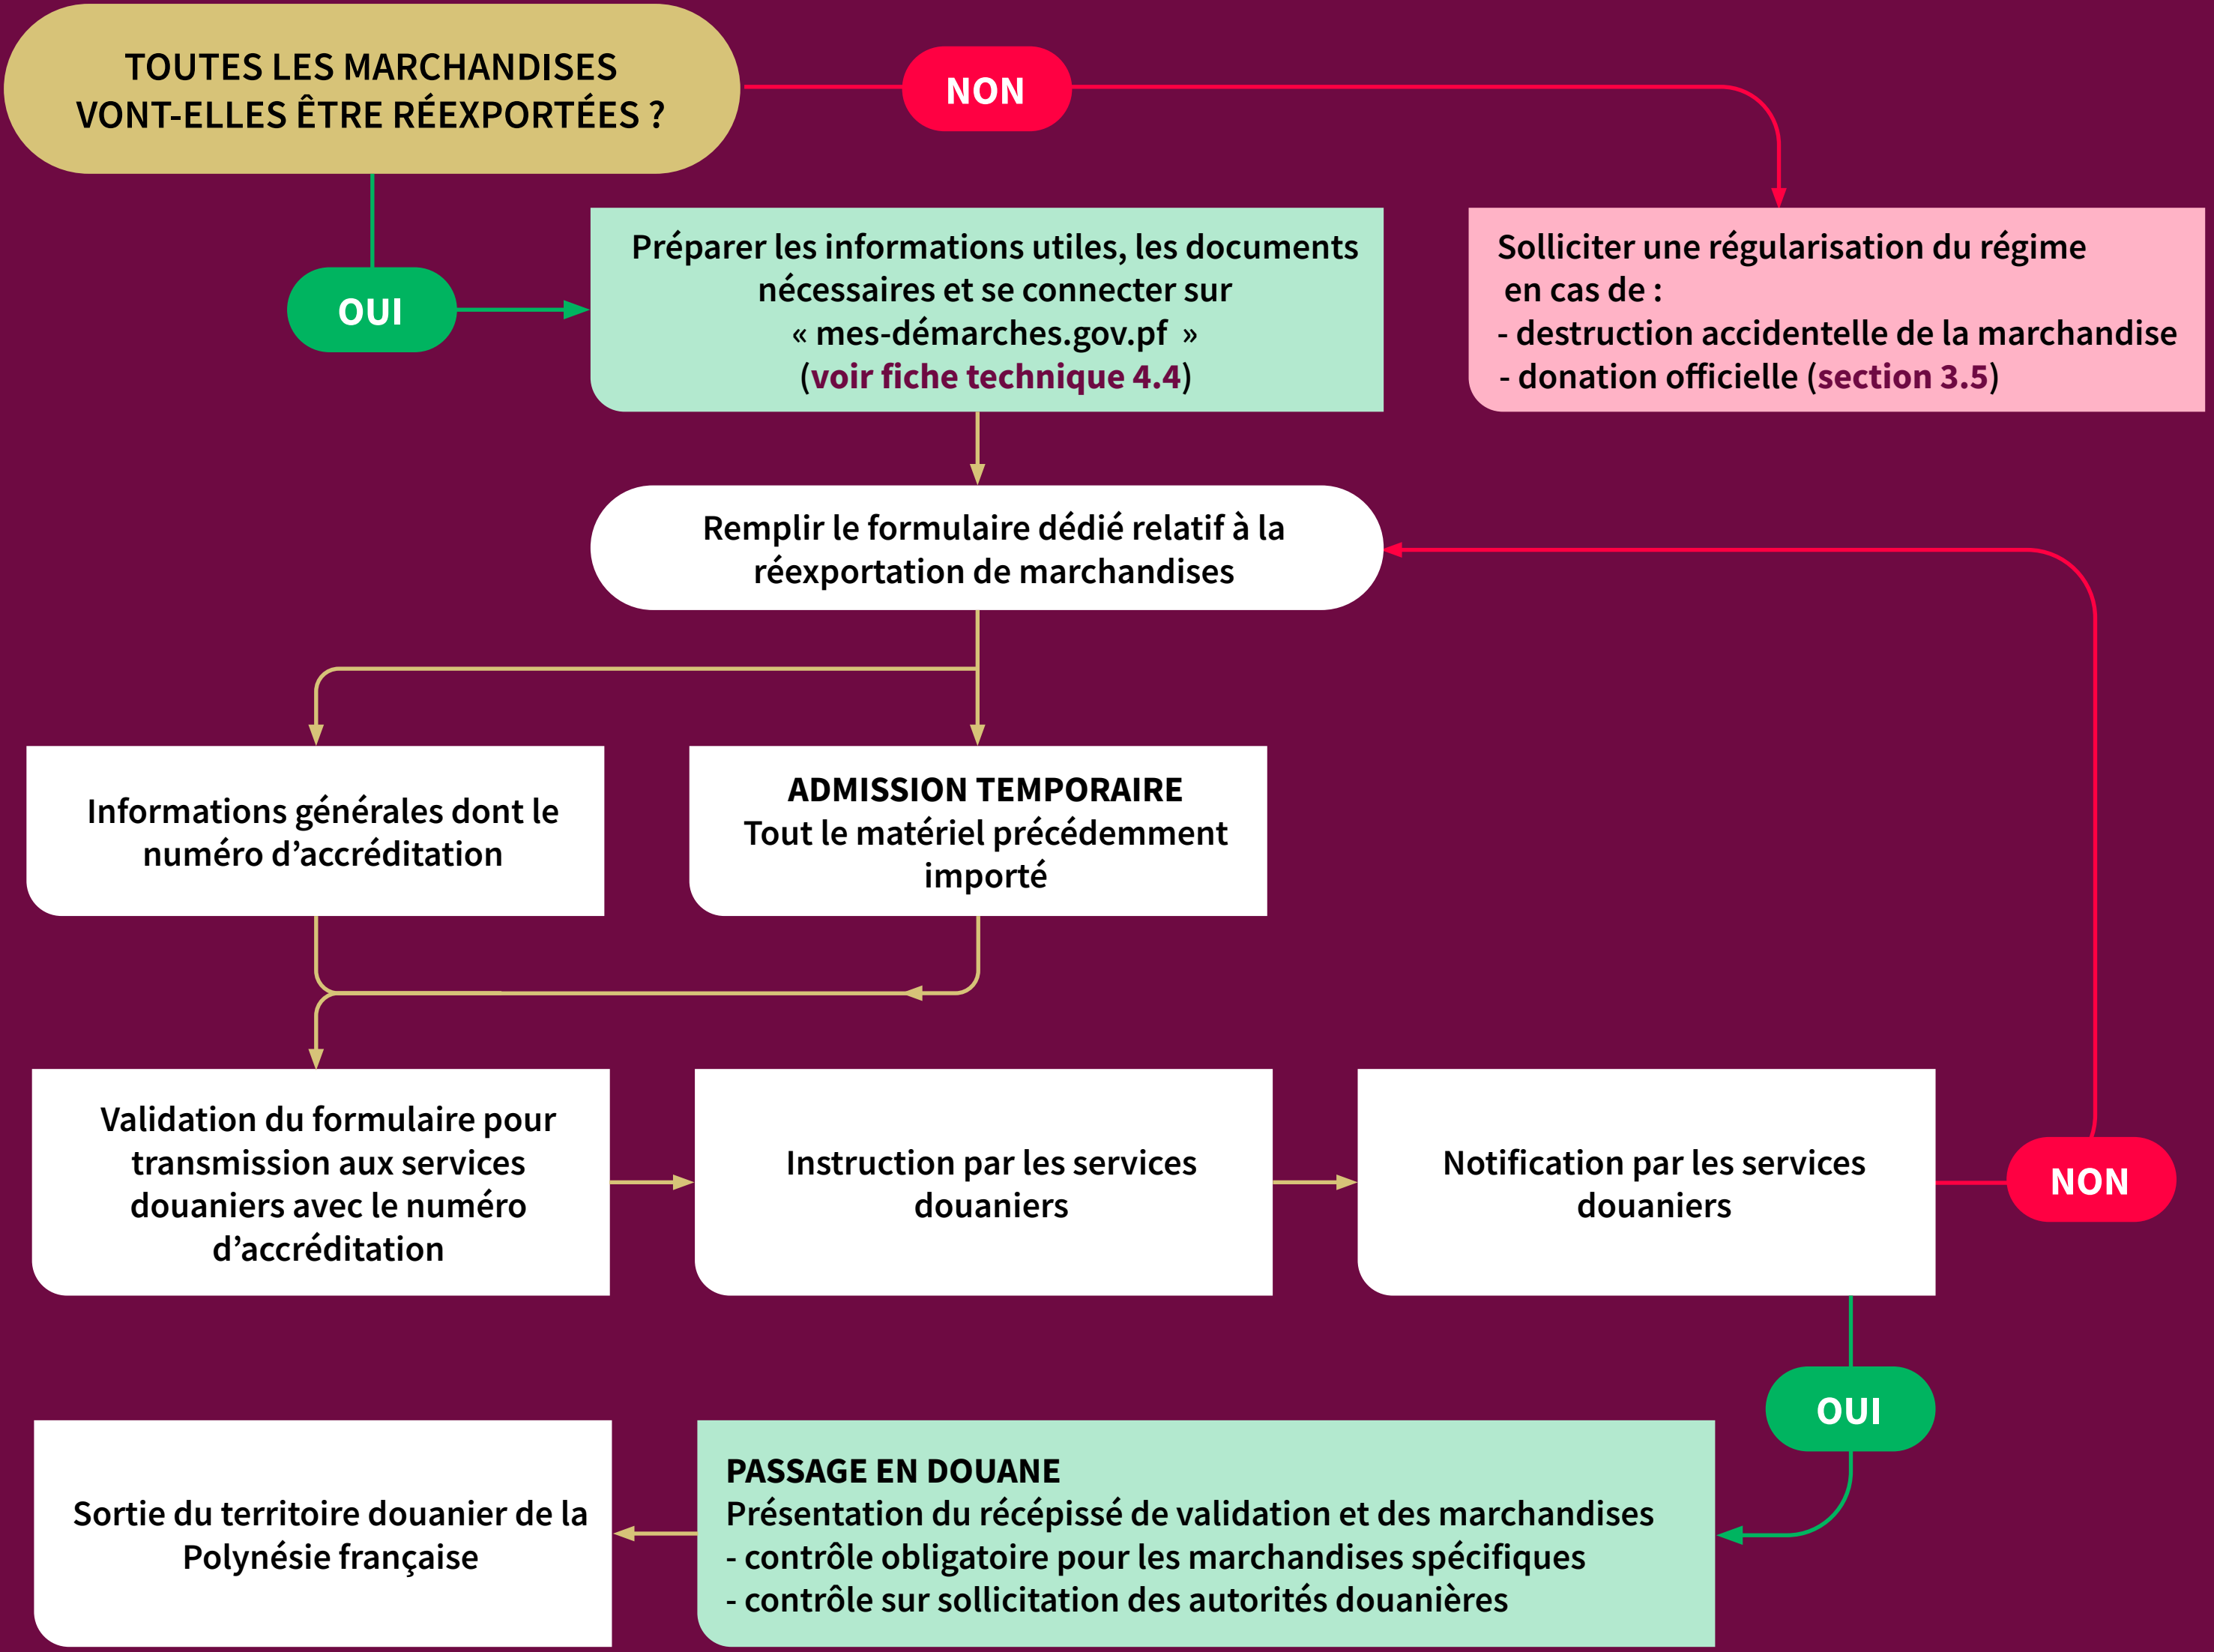 TOUTES LES MARCHANDISES
VONT-ELLES ÊTRE RÉEXPORTÉES ?
NON
OUI
Préparer les informations utiles, les documents
nécessaires et se connecter sur
« mes-démarches.gov.pf  »
(voir fiche technique 4.4)
Solliciter une régularisation du régime
en cas de :
- destruction accidentelle de la marchandise
- donation officielle (section 3.5)
Remplir le formulaire dédié relatif à la
réexportation de marchandises
Informations générales dont le
numéro d’accréditation
ADMISSION TEMPORAIRE
Tout le matériel précédemment
importé
Validation du formulaire pour
transmission aux services
douaniers avec le numéro
d’accréditation
Instruction par les services
douaniers
Notification par les services
douaniers
NON
OUI
PASSAGE EN DOUANE
Présentation du récépissé de validation et des marchandises
- contrôle obligatoire pour les marchandises spécifiques
- contrôle sur sollicitation des autorités douanières
Sortie du territoire douanier de la
Polynésie française